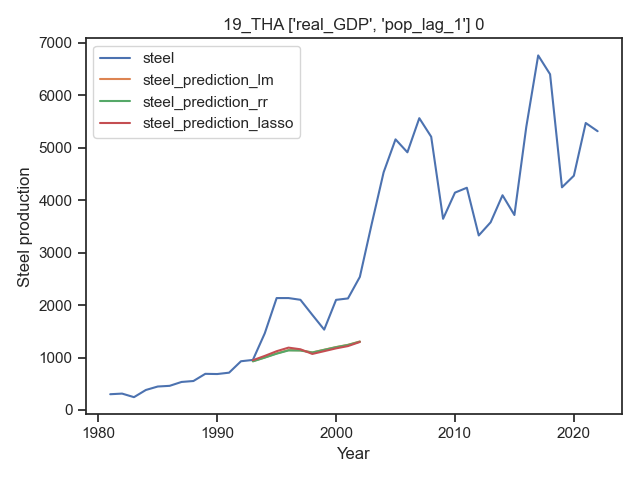 19_THA ['real_GDP', 'pop_lag_1'] 0
steel
steel_prediction_lm
steel_prediction_rr
steel_prediction_lasso
Steel production
7000
6000
5000
4000
3000
2000
1000
0
1980
1990
2000
2010
2020
Year